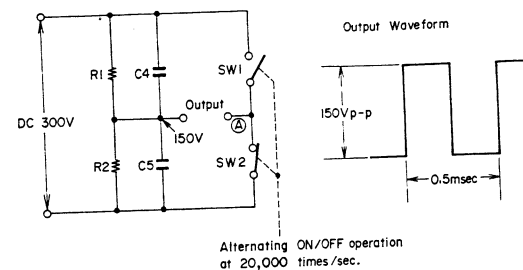 Output Waveform
SW1
R1
C4
Output
A
150Vp-p
DC 300V
150V
R2
C5
SW2
0.5msec
Alternating ON/OFF operation
at 20,000 times/sec.